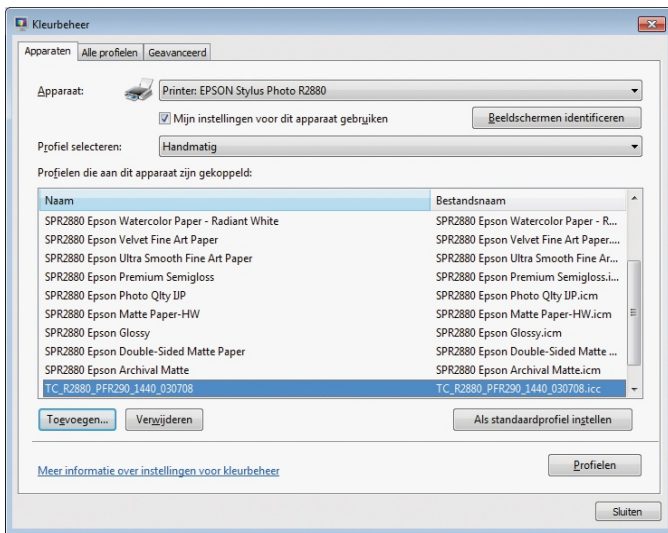 Kleurbeheer
Apparaten Alle profielen Geavanceerd
Apparaat: Printer: EPSON Stylus Photo R2880
Mijn instellingen voor dit apparaat gebruiken Beeldschermen identificeren
Profiel selecteren: Handmatig
Profielen die aan dit apparaat zijn gekoppeld:
Naam Bestandsnaam
SPR2880 Epson Watercolor Paper - Radiant White SPR2880 Epson Watercolor Paper - R...
SPR2880 Epson Velvet Fine Art Paper SPR2880 Epson Velvet Fine Art Paper....
SPR2880 Epson Ultra Smooth Fine Art Paper SPR2880 Epson Ultra Smooth Fine Ar...
SPR2880 Epson Premium Semigloss SPR2880 Epson Premium Semigloss.i...
SPR2880 Epson Photo Qlty IJP SPR2880 Epson Photo Qlty IJP.icm
SPR2880 Epson Matte Paper-HW SPR2880 Epson Matte Paper-HW.icm
SPR2880 Epson Glossy SPR2880 Epson Glossy.icm
SPR2880 Epson Double-Sided Matte Paper SPR2880 Epson Double-Sided Matte ...
SPR2880 Epson Archival Matte SPR2880 Epson Archival Matte.icm
TC_R2880_PFR290_1440_030708 TC_R2880_PFR290_1440_030708.icc
Toevoegen... Verwijderen Als standaardprofiel instellen
Meer informatie over instellingen voor kleurbeheer Profielen
Sluiten